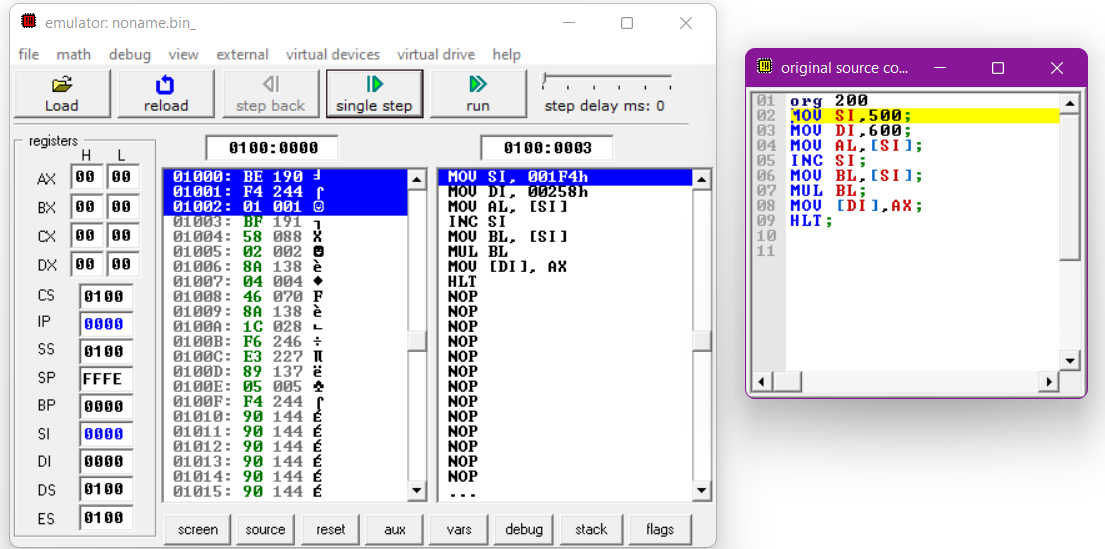 emulator: noname.bin_
file math debug view external virtual devices virtual drive help
Load reload step back single step run step delay ms: 0
registers
H L
AX 00 00
BX 00 00
CX 00 00
DX 00 00
CS 0100
IP 0000
SS 0100
SP FFFE
BP 0000
SI 0000
DI 0000
DS 0100
ES 0100
0100:0000
01000: BE 190 ╛
01001: F4 244 ⌠
01002: 01 001 ☺
01003: BF 191 ┐
01004: 58 088 X
01005: 02 002 ☻
01006: 8A 138 è
01007: 04 004 ♦
01008: 46 070 F
01009: 8A 138 è
0100A: 1C 028 ∟
0100B: F6 246 ÷
0100C: E3 227 π
0100D: 89 137 ë
0100E: 05 005 ♣
0100F: F4 244 ⌠
01010: 90 144 É
01011: 90 144 É
01012: 90 144 É
01013: 90 144 É
01014: 90 144 É
01015: 90 144 É
0100:0003
MOV SI, 001F4h
MOV DI, 00258h
MOV AL, [SI]
INC SI
MOV BL, [SI]
MUL BL
MOV [DI], AX
HLT
NOP
NOP
NOP
NOP
NOP
NOP
NOP
NOP
NOP
NOP
NOP
NOP
NOP
...
screen source reset aux vars debug stack flags
original source co...
01 org 200
02 MOV SI,500;
03 MOV DI,600;
04 MOV AL,[SI];
05 INC SI;
06 MOV BL,[SI];
07 MUL BL;
08 MOV [DI],AX;
09 HLT;
10
11